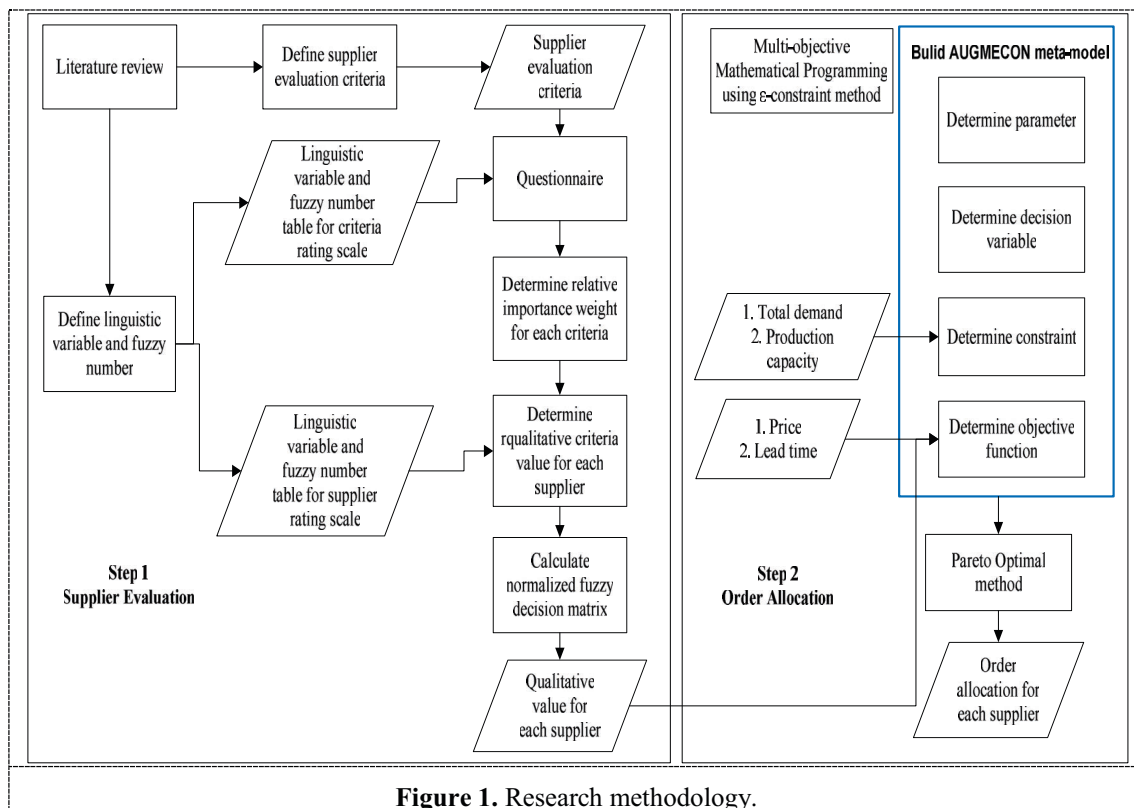 Literature review
Define supplier
evaluation criteria
Supplier
evaluation
criteria
Linguistic
variable and
fuzzy number
table for criteria
rating scale
Questionnaire
Determine relative
importance weight
for each criteria
Define linguistic
variable and fuzzy
number
Linguistic
variable and
fuzzy number
table for supplier
rating scale
Determine
rqualitative criteria
value for each
supplier
Calculate
normalized fuzzy
decision matrix
Qualitative
value for
each supplier
Step 1
Supplier Evaluation
Multi-objective
Mathematical Programming
using ε-constraint method
Bulid AUGMECON meta-model
Determine parameter
Determine decision
variable
1. Total demand
2. Production
capacity
Determine constraint
1. Price
2. Lead time
Determine objective
function
Pareto Optimal
method
Order
allocation for
each supplier
Step 2
Order Allocation
Figure 1. Research methodology.